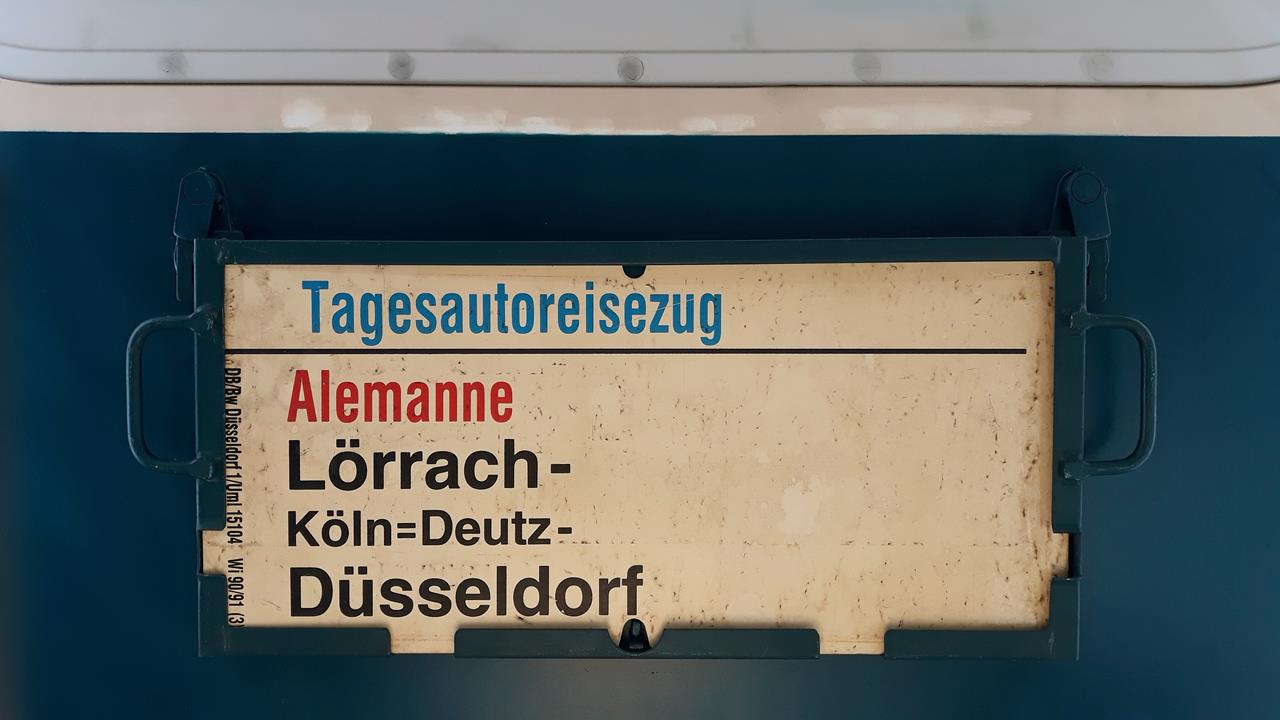 Tagesautoreisezug
Alemanne
Lörrach-
Köln=Deutz-
Düsseldorf
DB/Bw Düsseldorf 1/Uml 15104 Wi 90/91 (3)